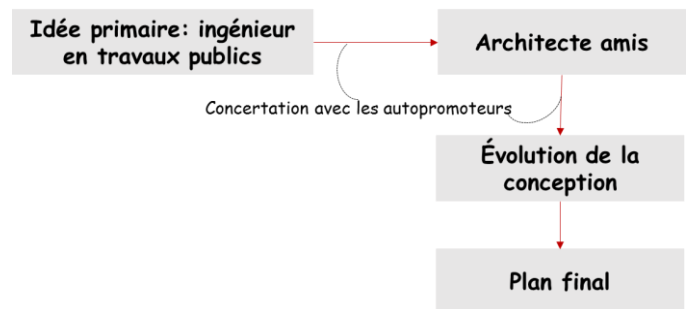 Idée primaire: ingénieur
en travaux publics
Architecte amis
Concertation avec les autopromoteurs
Évolution de la
conception
Plan final